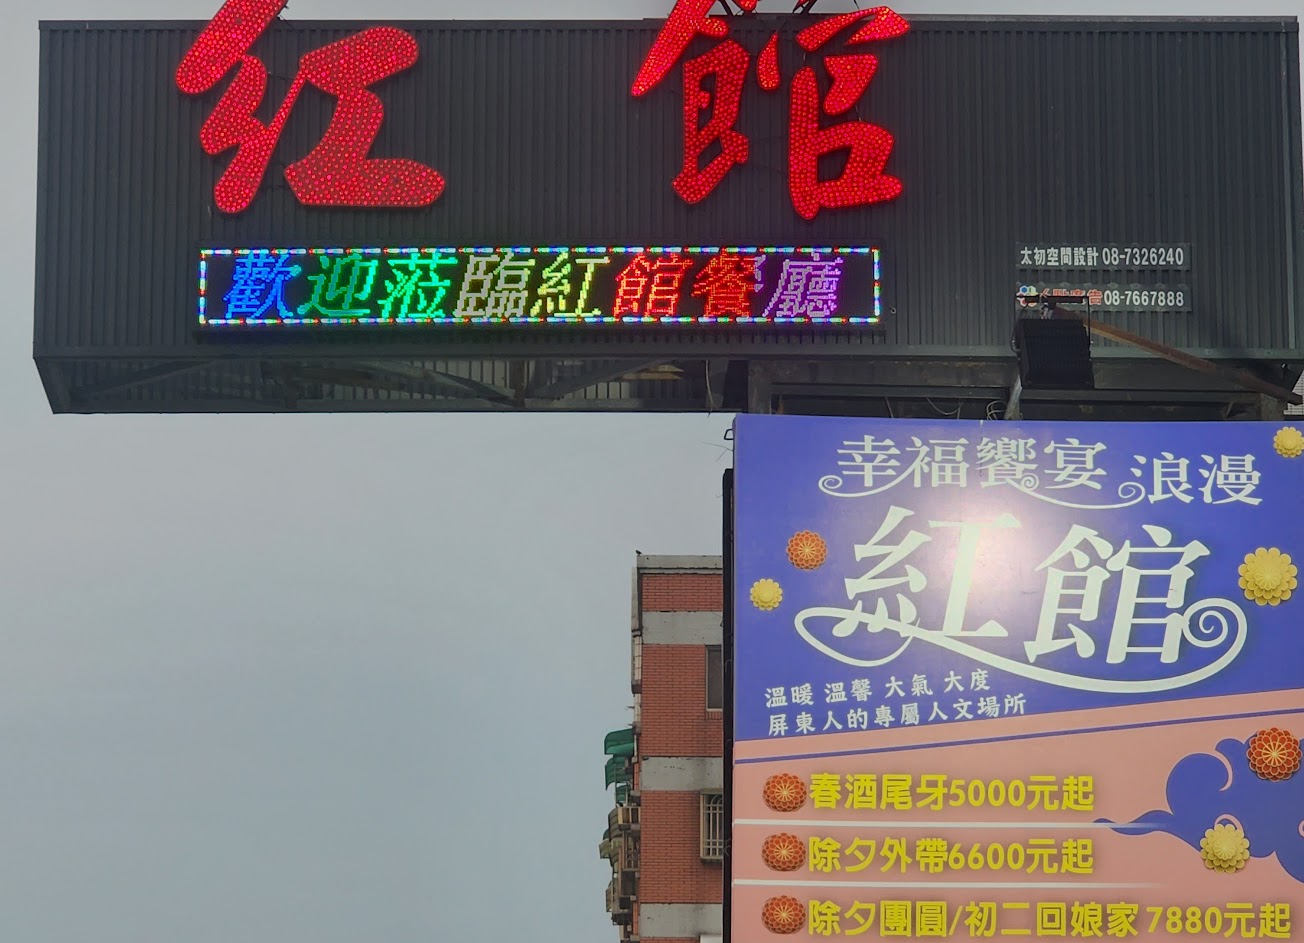 紅館
歡迎蒞臨紅館餐廳
太初空間設計 08-7326240
廣告08-7667888
幸福饗宴 浪漫
紅館
溫暖 溫馨 大氣 大度
屏東人的專屬人文場所
春酒尾牙5000元起
除夕外帶6600元起
除夕團圓/初二回娘家 7880元起